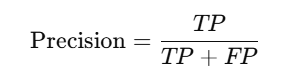 Precision = TP / TP + FP